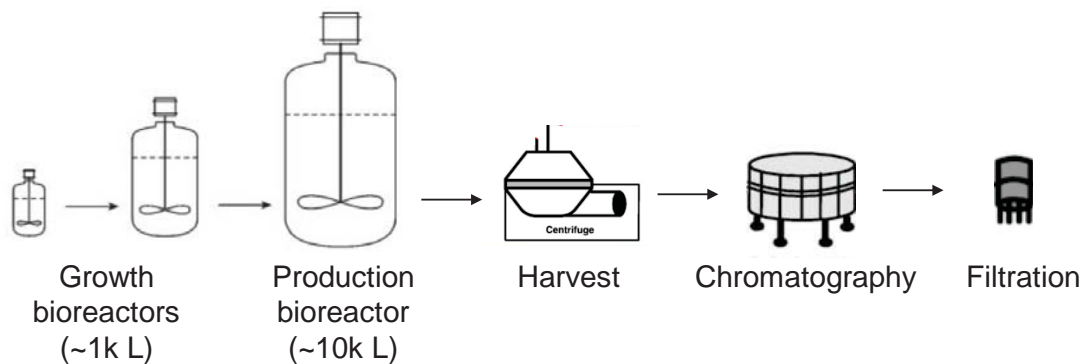 Centrifuge
Growth
bioreactors
(~1k L)
Production
bioreactor
(~10k L)
Harvest
Chromatography
Filtration